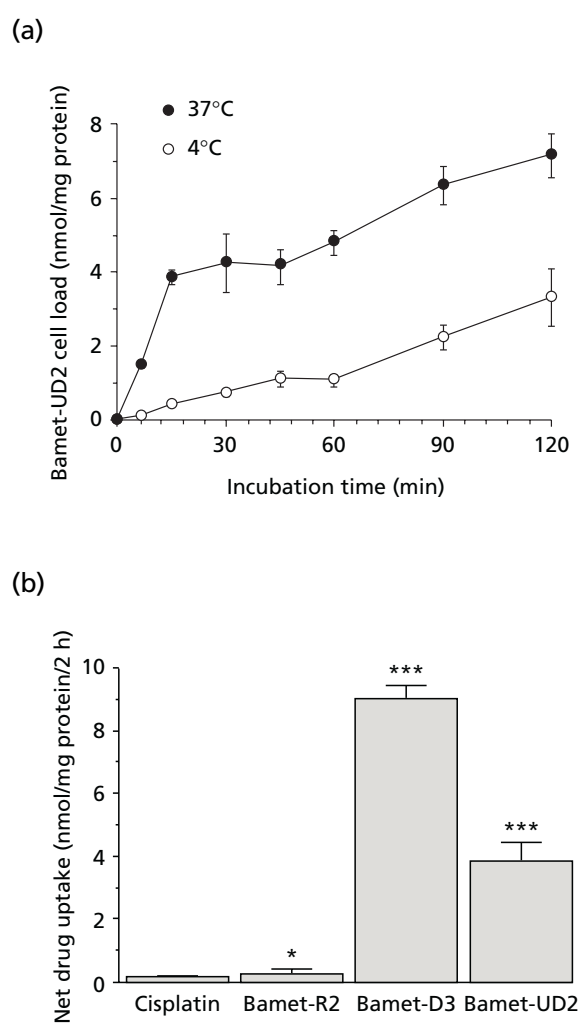 (a)
37°C
4°C
Bamet-UD2 cell load (nmol/mg protein)
8
6
4
2
0
0 30 60 90 120
Incubation time (min)
(b)
Net drug uptake (nmol/mg protein/2 h)
10
8
6
4
2
0
***
***
*
Cisplatin Bamet-R2 Bamet-D3 Bamet-UD2